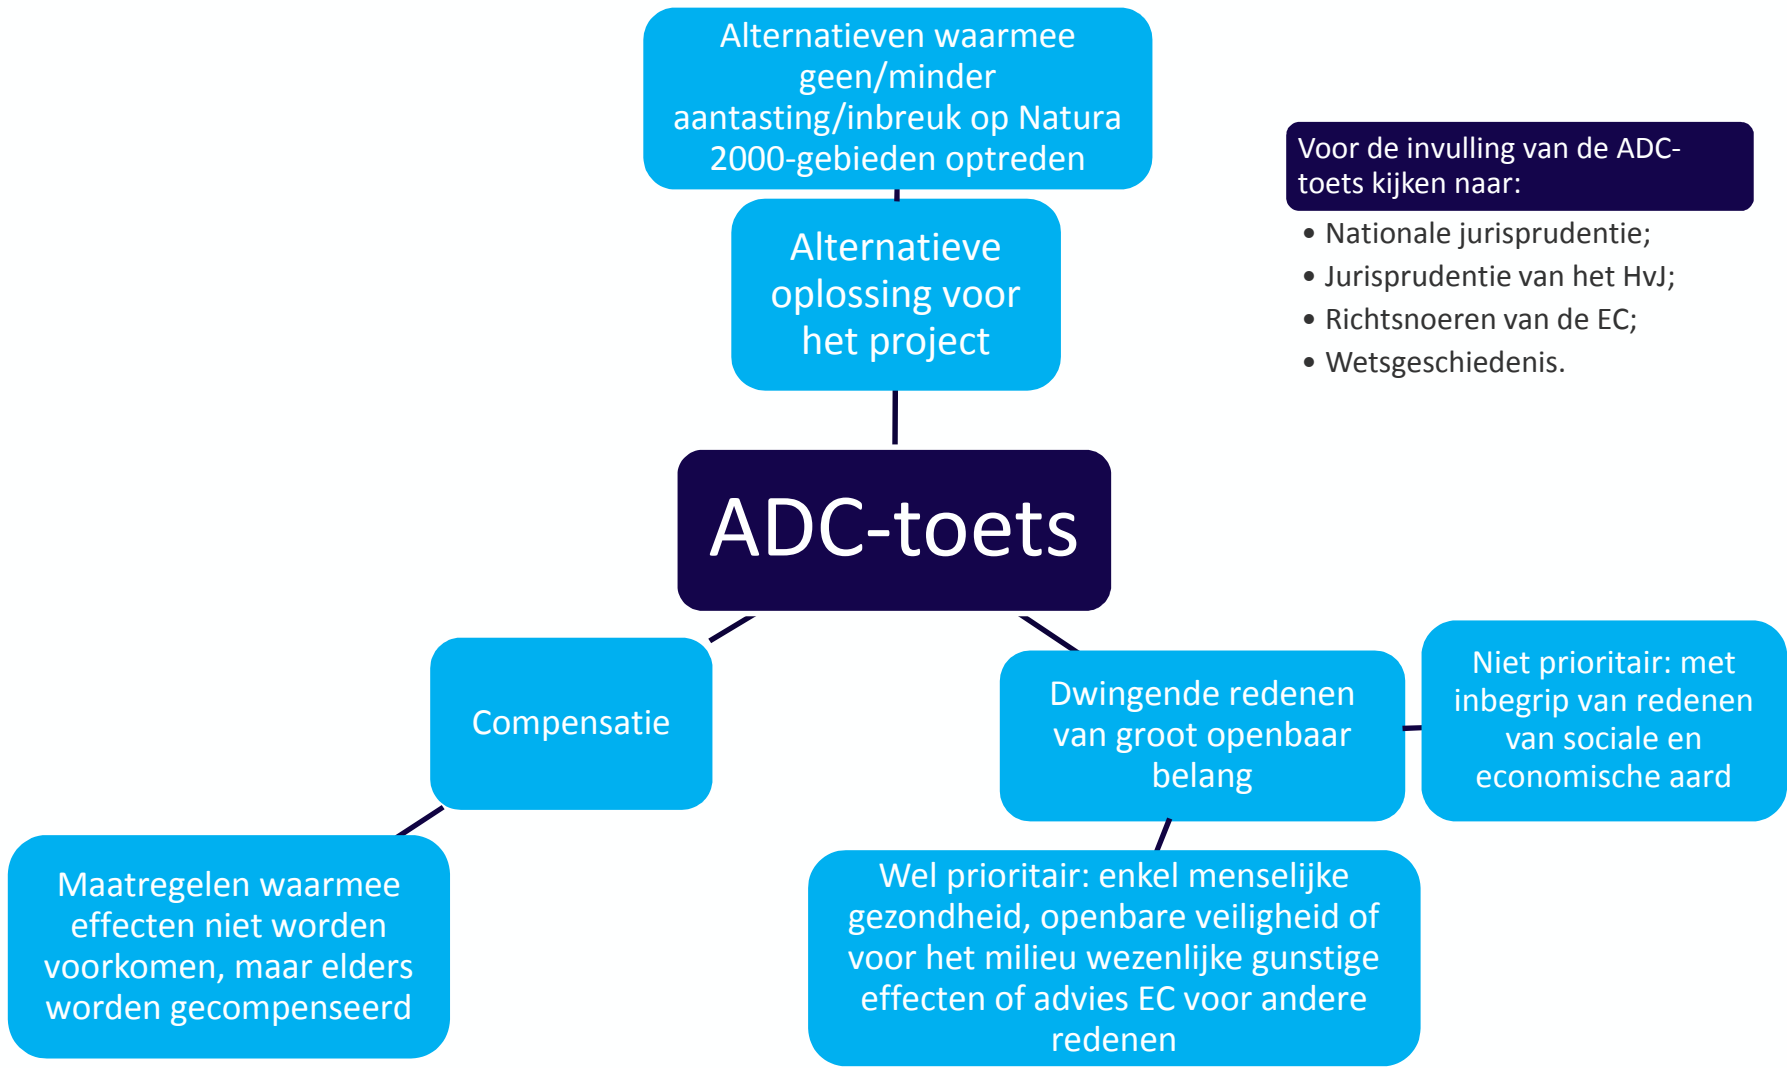 Alternatieven waarmee
geen/minder
aantasting/inbreuk op Natura
2000-gebieden optreden
Alternatieve
oplossing voor
het project
Voor de invulling van de ADC-
toets kijken naar:
• Nationale jurisprudentie;
• Jurisprudentie van het HvJ;
• Richtsnoeren van de EC;
• Wetsgeschiedenis.
ADC-toets
Compensatie
Maatregelen waarmee
effecten niet worden
voorkomen, maar elders
worden gecompenseerd
Dwingende redenen
van groot openbaar
belang
Niet prioritair: met
inbegrip van redenen
van sociale en
economische aard
Wel prioritair: enkel menselijke
gezondheid, openbare veiligheid of
voor het milieu wezenlijke gunstige
effecten of advies EC voor andere
redenen